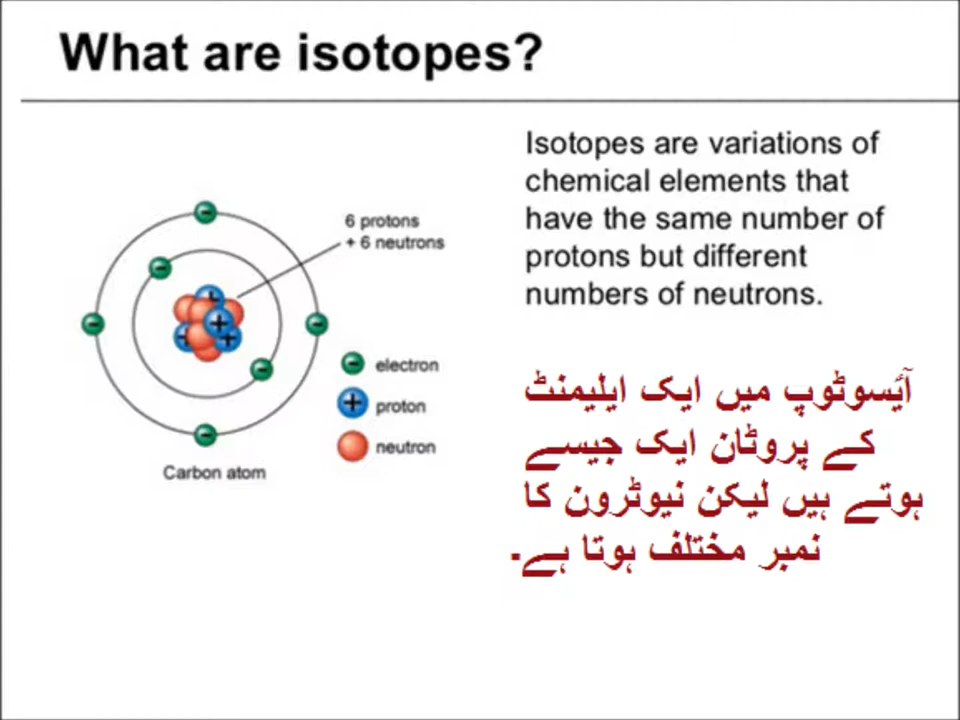 What are isotopes?
Isotopes are variations of
chemical elements that
have the same number of
protons but different
numbers of neutrons.
6 protons
+ 6 neutrons
electron
proton
neutron
Carbon atom
آیٔسوٹوپ میں ایک ایلیمنٹ
کے پروٹان ایک جیسے
ہوتے ہیں لیکن نیوٹرون کا
نمبر مختلف ہوتا ہے۔